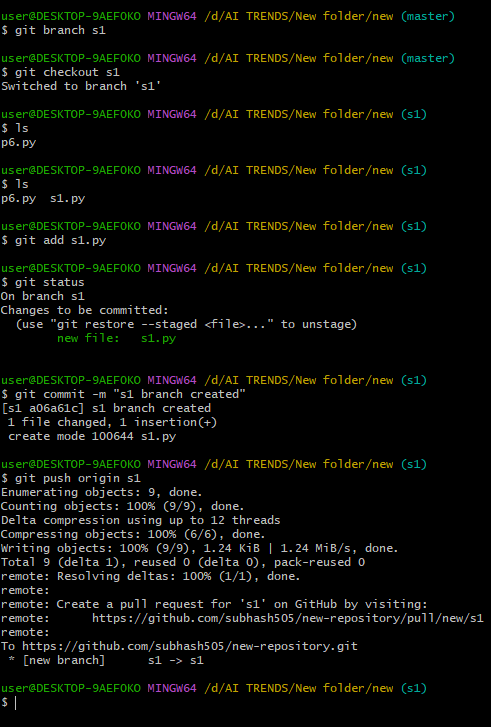 user@DESKTOP-9AEFOKO MINGW64 /d/AI TRENDS/New folder/new (master)
$ git branch s1
user@DESKTOP-9AEFOKO MINGW64 /d/AI TRENDS/New folder/new (master)
$ git checkout s1
Switched to branch 's1'
user@DESKTOP-9AEFOKO MINGW64 /d/AI TRENDS/New folder/new (s1)
$ ls
p6.py
user@DESKTOP-9AEFOKO MINGW64 /d/AI TRENDS/New folder/new (s1)
$ ls
p6.py  s1.py
user@DESKTOP-9AEFOKO MINGW64 /d/AI TRENDS/New folder/new (s1)
$ git add s1.py
user@DESKTOP-9AEFOKO MINGW64 /d/AI TRENDS/New folder/new (s1)
$ git status
On branch s1
Changes to be committed:
  (use "git restore --staged <file>..." to unstage)
        new file:   s1.py
user@DESKTOP-9AEFOKO MINGW64 /d/AI TRENDS/New folder/new (s1)
$ git commit -m "s1 branch created"
[s1 a06a61c] s1 branch created
 1 file changed, 1 insertion(+)
 create mode 100644 s1.py
user@DESKTOP-9AEFOKO MINGW64 /d/AI TRENDS/New folder/new (s1)
$ git push origin s1
Enumerating objects: 9, done.
Counting objects: 100% (9/9), done.
Delta compression using up to 12 threads
Compressing objects: 100% (6/6), done.
Writing objects: 100% (9/9), 1.24 KiB | 1.24 MiB/s, done.
Total 9 (delta 1), reused 0 (delta 0), pack-reused 0
remote: Resolving deltas: 100% (1/1), done.
remote:
remote: Create a pull request for 's1' on GitHub by visiting:
remote:      https://github.com/subhash505/new-repository/pull/new/s1
remote:
To https://github.com/subhash505/new-repository.git
 * [new branch]      s1 -> s1
user@DESKTOP-9AEFOKO MINGW64 /d/AI TRENDS/New folder/new (s1)
$